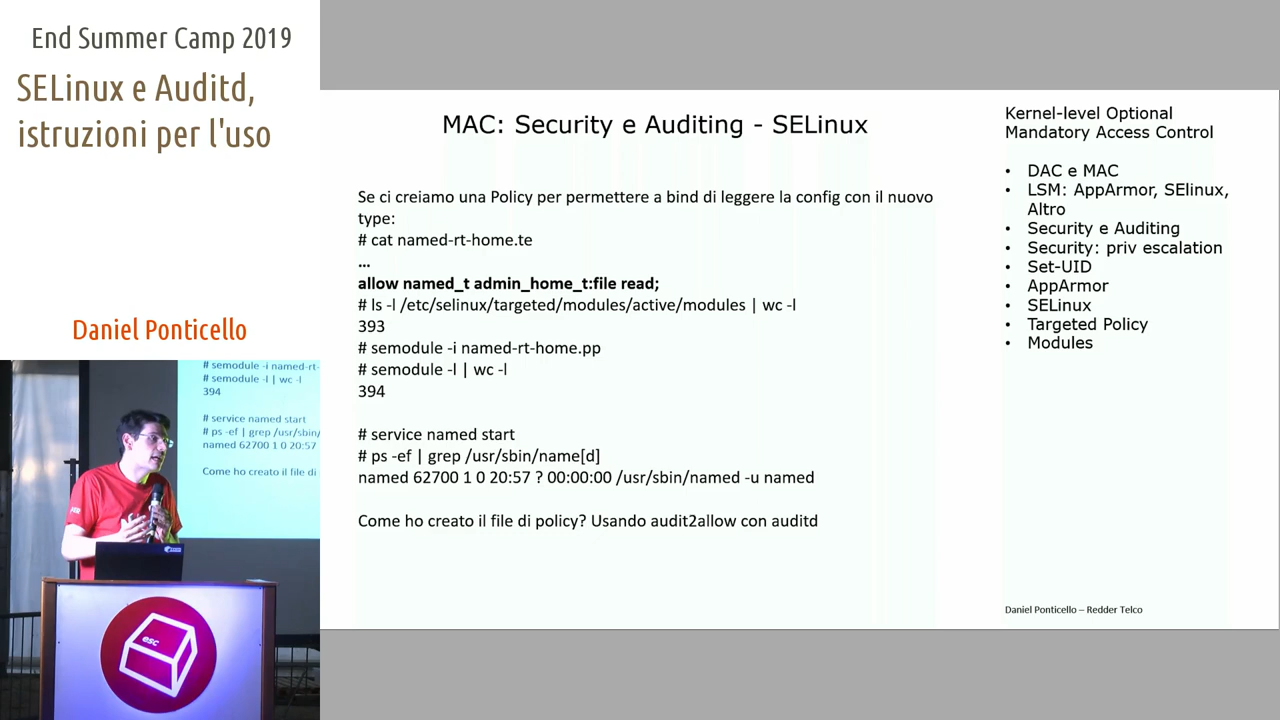 End Summer Camp 2019
SELinux e Auditd,
istruzioni per l'uso
Daniel Ponticello
# semodule -i named-rt-
# semodule -l | wc -l
394
# service named start
# ps -ef | grep /usr/sbin/
named 62700 1 0 20:57
Come ho creato il file di
esc
MAC: Security e Auditing - SELinux
Se ci creiamo una Policy per permettere a bind di leggere la config con il nuovo
type:
# cat named-rt-home.te
...
allow named_t admin_home_t:file read;
# ls -l /etc/selinux/targeted/modules/active/modules | wc -l
393
# semodule -i named-rt-home.pp
# semodule -l | wc -l
394
# service named start
# ps -ef | grep /usr/sbin/name[d]
named 62700 1 0 20:57 ? 00:00:00 /usr/sbin/named -u named
Come ho creato il file di policy? Usando audit2allow con auditd
Kernel-level Optional
Mandatory Access Control
• DAC e MAC
• LSM: AppArmor, SElinux,
Altro
• Security e Auditing
• Security: priv escalation
• Set-UID
• AppArmor
• SELinux
• Targeted Policy
• Modules
Daniel Ponticello – Redder Telco